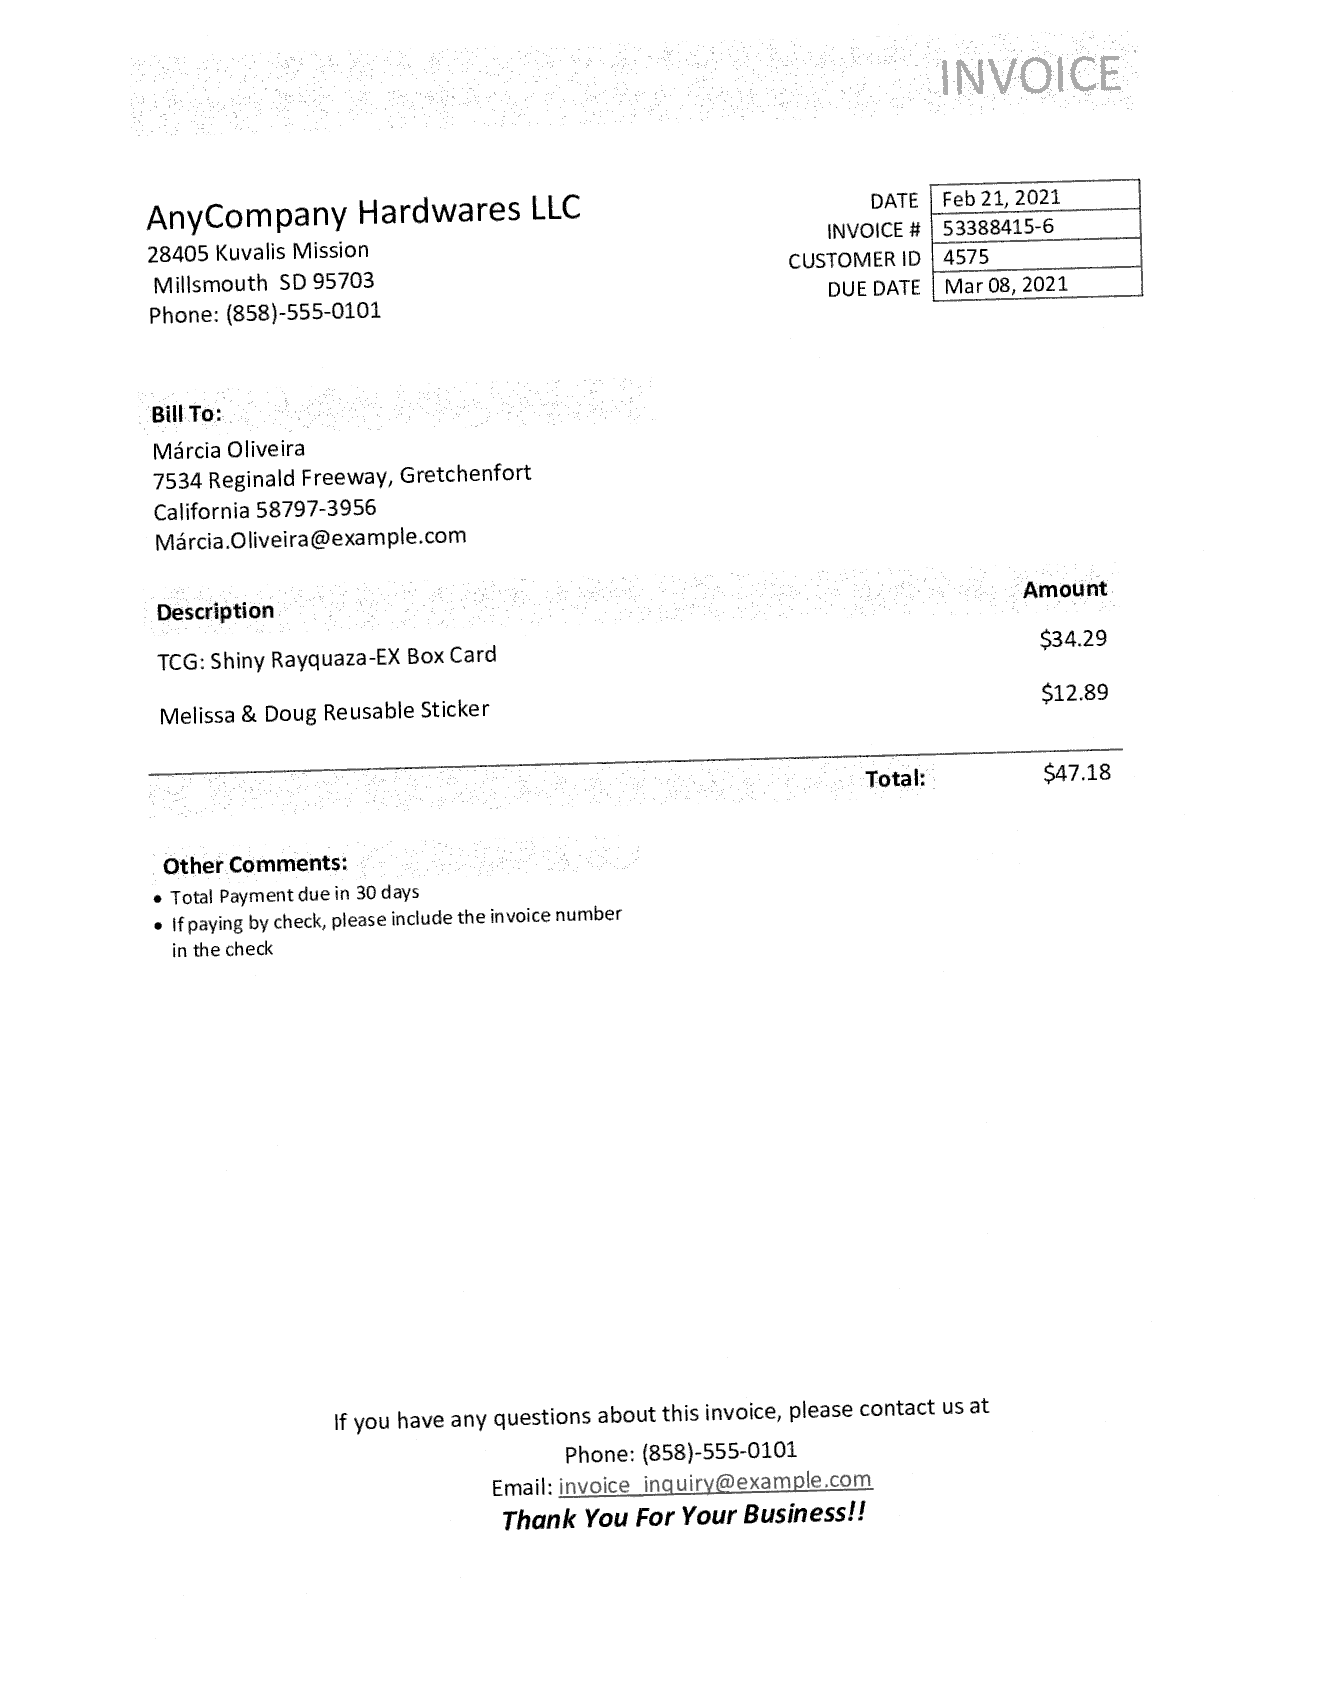 INVOICE
AnyCompany Hardwares LLC
28405 Kuvalis Mission
Millsmouth SD 95703
Phone: (858)-555-0101
DATE Feb 21, 2021
INVOICE # 53388415-6
CUSTOMER ID 4575
DUE DATE Mar 08, 2021
Bill To:
Márcia Oliveira
7534 Reginald Freeway, Gretchenfort
California 58797-3956
Márcia.Oliveira@example.com
Description Amount
TCG: Shiny Rayquaza-EX Box Card $34.29
Melissa & Doug Reusable Sticker $12.89
Total: $47.18
Other Comments:
• Total Payment due in 30 days
• If paying by check, please include the invoice number
in the check
If you have any questions about this invoice, please contact us at
Phone: (858)-555-0101
Email: invoice_inquiry@example.com
Thank You For Your Business!!